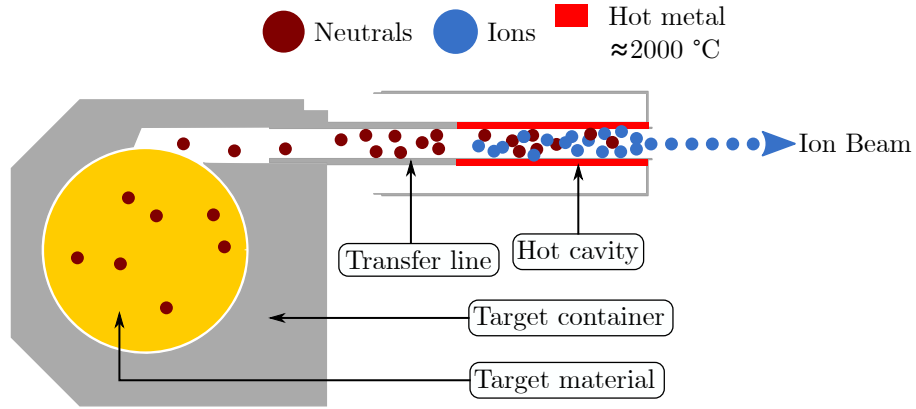 Neutrals
Ions
Hot metal
≈2000 °C
Ion Beam
Transfer line
Hot cavity
Target container
Target material